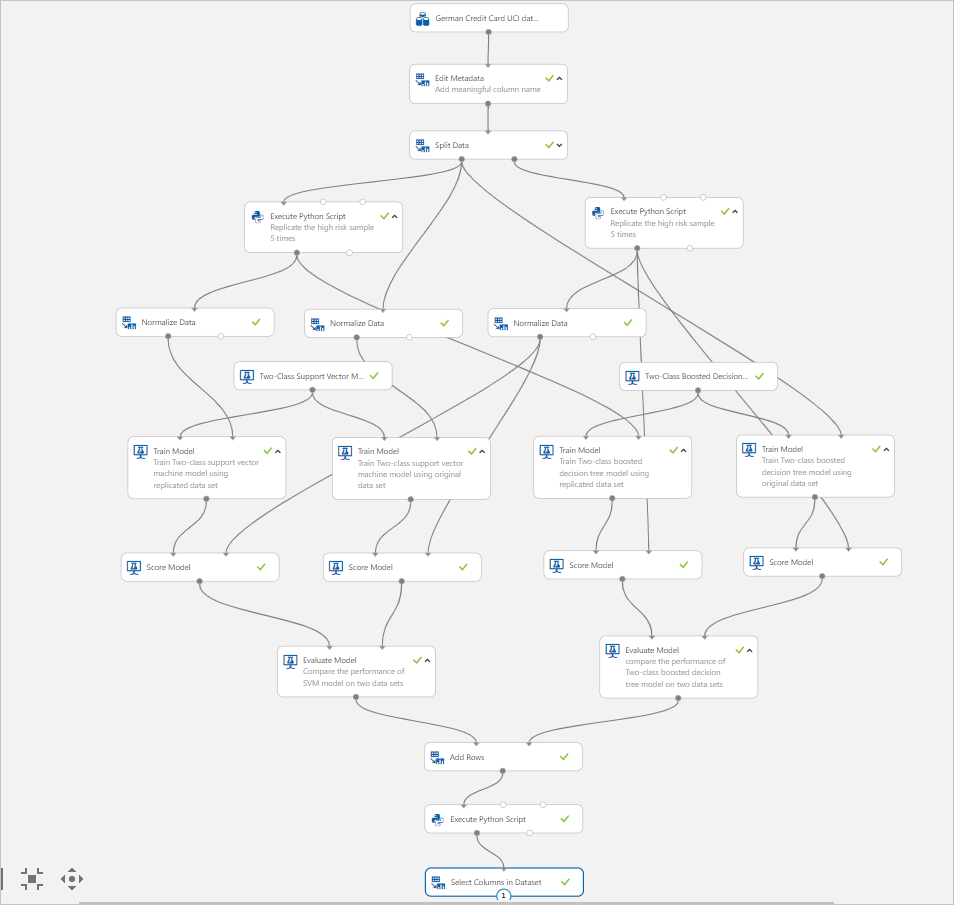 German Credit Card UCI dat...
Edit Metadata
Add meaningful column name
Split Data
Execute Python Script
Replicate the high risk sample
5 times
Execute Python Script
Replicate the high risk sample
5 times
Normalize Data
Normalize Data
Normalize Data
Two-Class Support Vector M...
Two-Class Boosted Decision...
Train Model
Train Two-class support vector
machine model using
replicated data set
Train Model
Train Two-class support vector
machine model using original
data set
Train Model
Train Two-class boosted
decision tree model using
replicated data set
Train Model
Train Two-class boosted
decision tree model using
original data set
Score Model
Score Model
Score Model
Score Model
Evaluate Model
Compare the performance of
SVM model on two data sets
Evaluate Model
compare the performance of
Two-class boosted decision
tree model on two data sets
Add Rows
Execute Python Script
Select Columns in Dataset
1